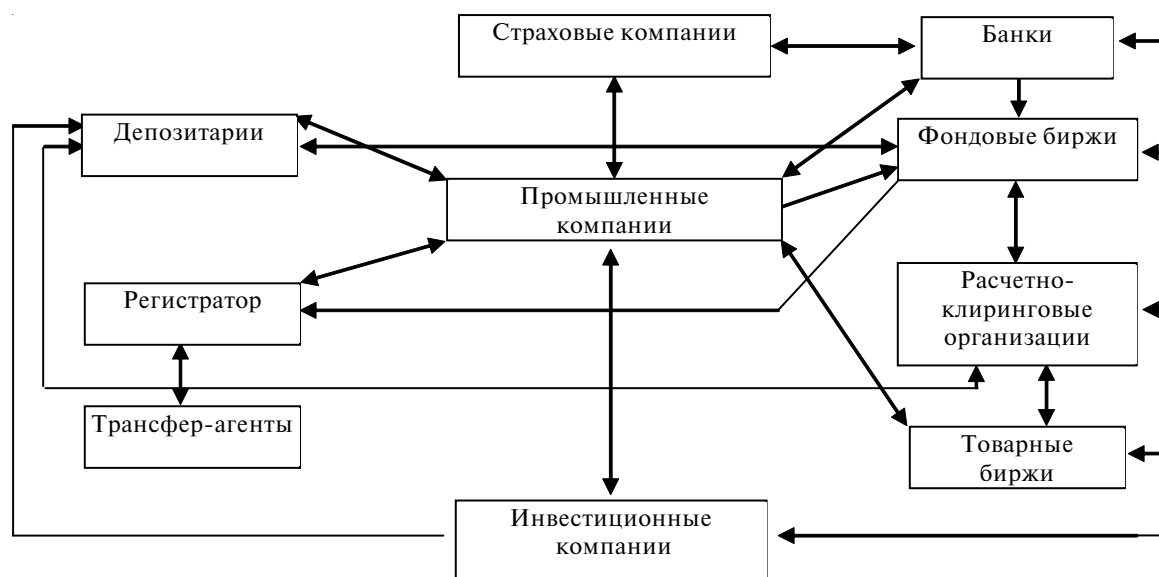 Страховые компании
Банки
Депозитарии
Фондовые биржи
Промышленные
компании
Регистратор
Расчетно-
клиринговые
организации
Трансфер-агенты
Товарные
биржи
Инвестиционные
компании